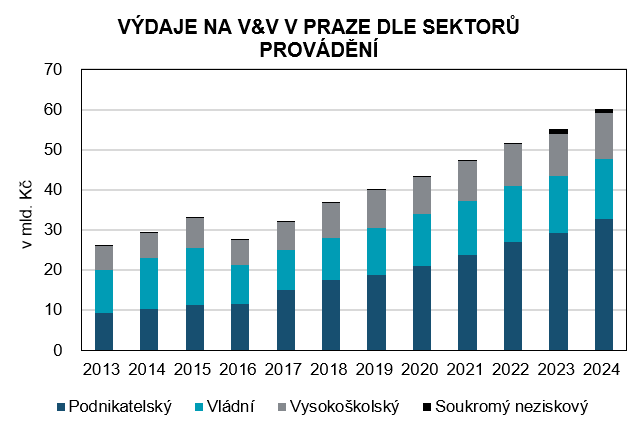 VÝDAJE NA V&V V PRAZE DLE SEKTORŮ
PROVÁDĚNÍ
v mld. Kč
70
60
50
40
30
20
10
0
2013 2014 2015 2016 2017 2018 2019 2020 2021 2022 2023 2024
Podnikatelský Vládní Vysokoškolský Soukromý neziskový